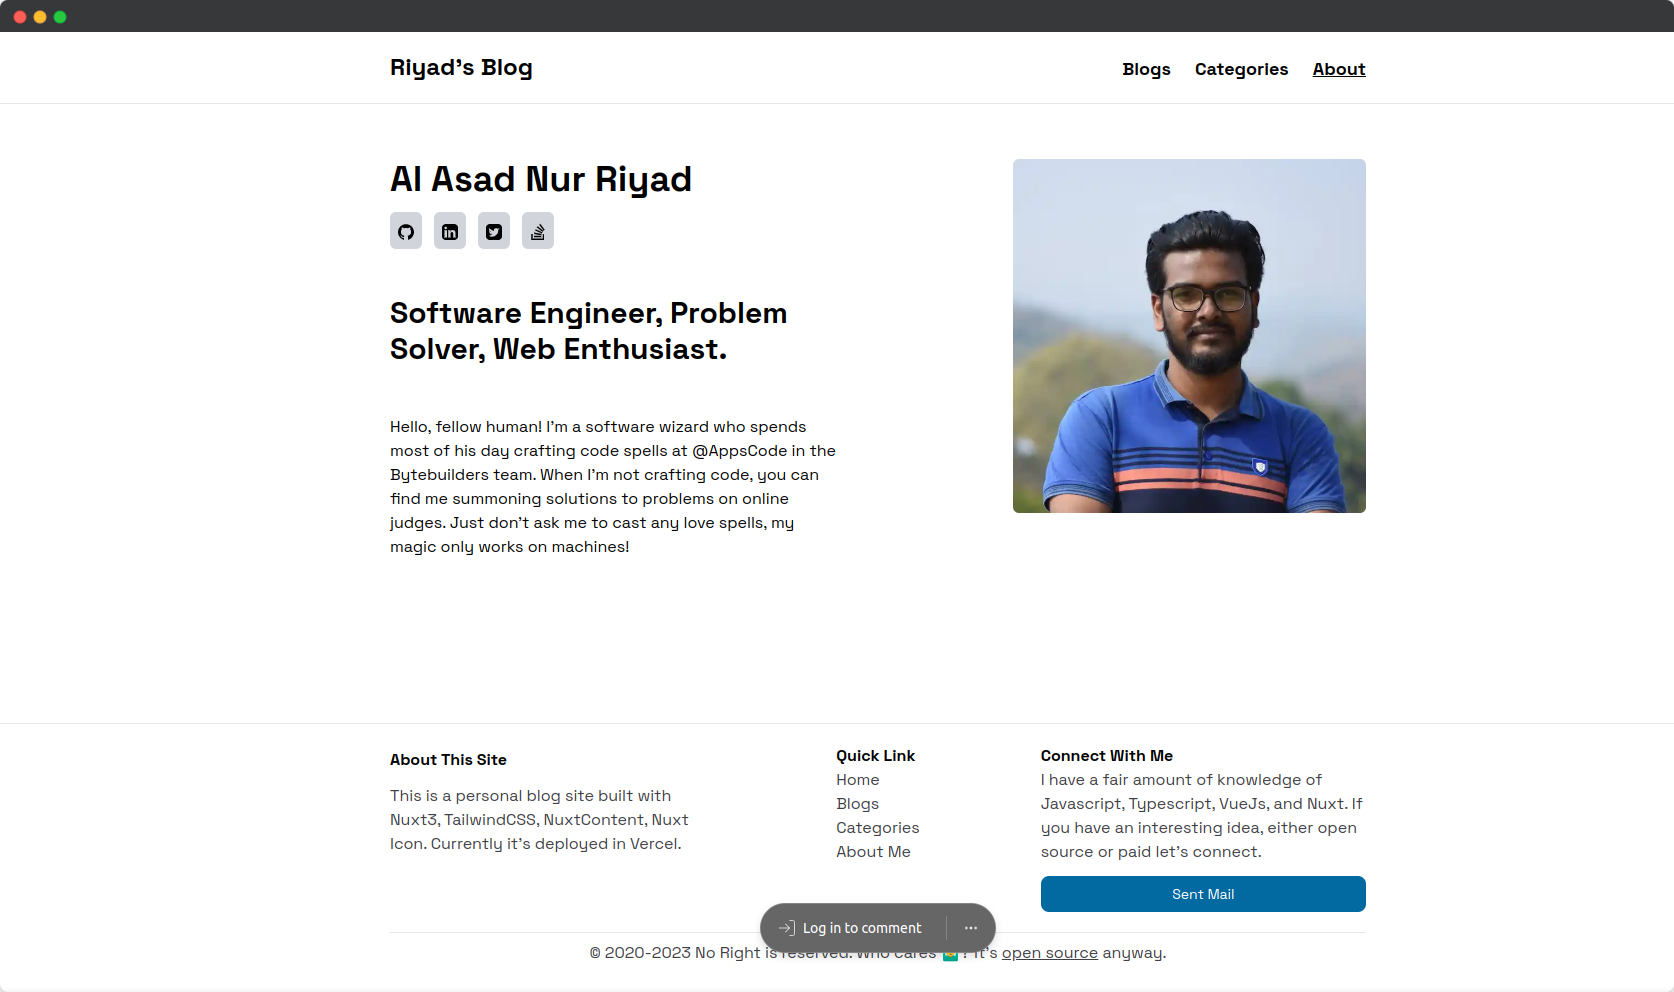 Riyad's Blog
Blogs Categories About
Al Asad Nur Riyad
Software Engineer, Problem
Solver, Web Enthusiast.
Hello, fellow human! I'm a software wizard who spends
most of his day crafting code spells at @AppsCode in the
Bytebuilders team. When I'm not crafting code, you can
find me summoning solutions to problems on online
judges. Just don't ask me to cast any love spells, my
magic only works on machines!
About This Site
This is a personal blog site built with
Nuxt3, TailwindCSS, NuxtContent, Nuxt
Icon. Currently it's deployed in Vercel.
Quick Link
Home
Blogs
Categories
About Me
Connect With Me
I have a fair amount of knowledge of
Javascript, Typescript, VueJs, and Nuxt. If
you have an interesting idea, either open
source or paid let's connect.
Sent Mail
Log in to comment
© 2020-2023 No Right is reserved. Who cares ? It's open source anyway.